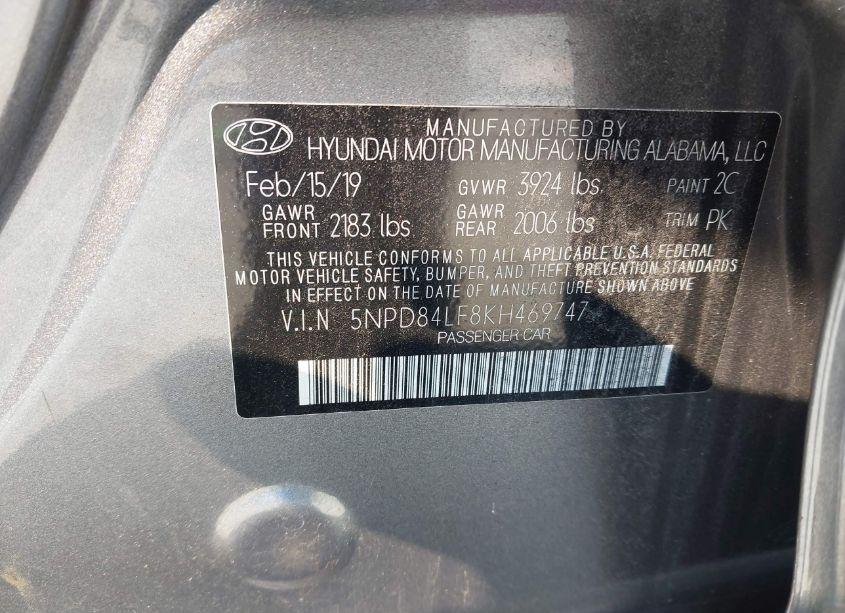 MANUFACTURED BY
HYUNDAI MOTOR MANUFACTURING ALABAMA, LLC
Feb/15/19 GVWR 3924 lbs. PAINT 2C
GAWR FRONT 2183 lbs GAWR REAR 2006 lbs TRIM PK
THIS VEHICLE CONFORMS TO ALL APPLICABLE U.S.A. FEDERAL
MOTOR VEHICLE SAFETY, BUMPER, AND THEFT PREVENTION STANDARDS
IN EFFECT ON THE DATE OF MANUFACTURE SHOWN ABOVE
V.I.N 5NPD84LF8KH469747
PASSENGER CAR